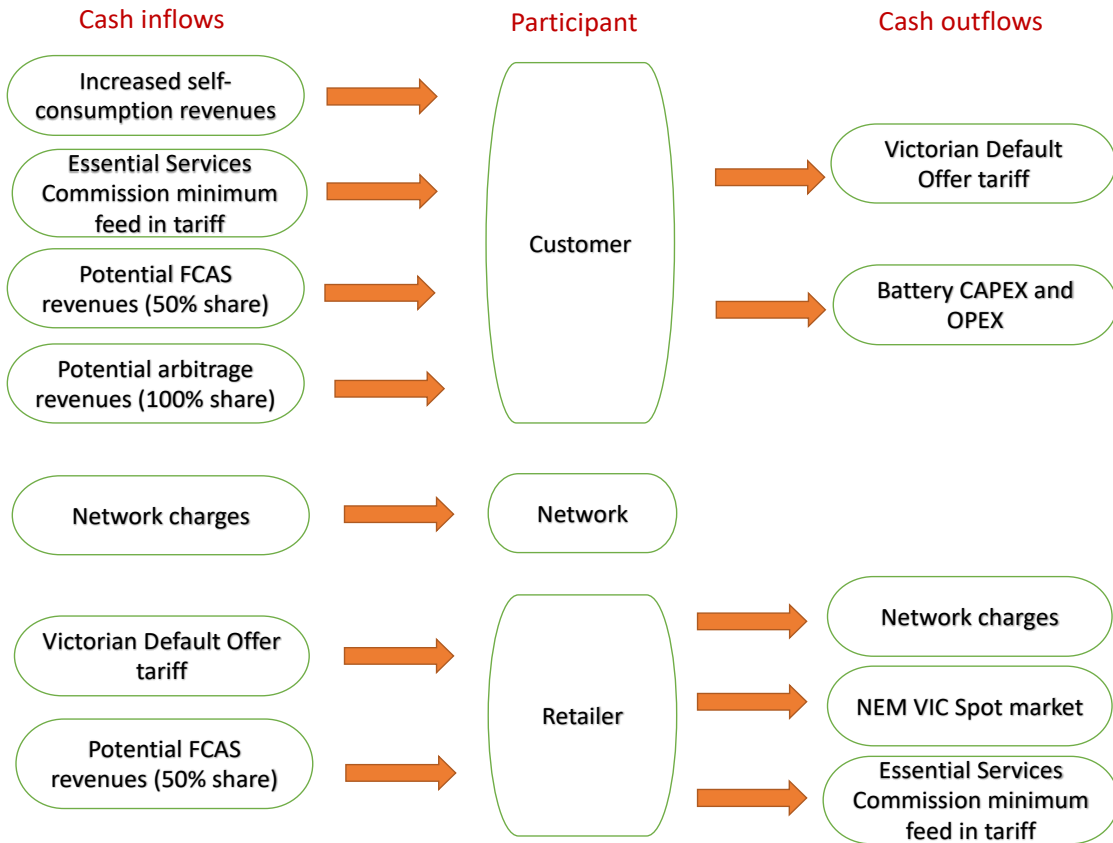 Cash inflows
Participant
Cash outflows
Increased self-
consumption revenues
Essential Services
Commission minimum
feed in tariff
Potential FCAS
revenues (50% share)
Potential arbitrage
revenues (100% share)
Customer
Victorian Default
Offer tariff
Battery CAPEX and
OPEX
Network charges
Network
Victorian Default Offer
tariff
Potential FCAS
revenues (50% share)
Retailer
Network charges
NEM VIC Spot market
Essential Services
Commission minimum
feed in tariff